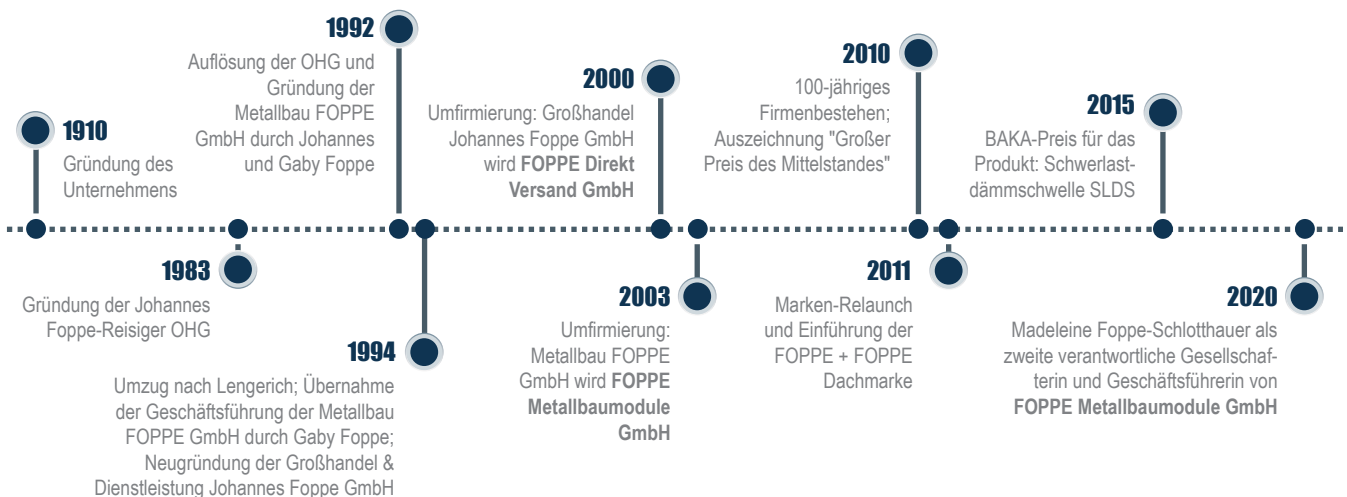 1910
Gründung des
Unternehmens
1983
Gründung der Johannes
Foppe-Reisiger OHG
1992
Auflösung der OHG und
Gründung der
Metallbau FOPPE
GmbH durch Johannes
und Gaby Foppe
1994
Umzug nach Lengerich; Übernahme
der Geschäftsführung der Metallbau
FOPPE GmbH durch Gaby Foppe;
Neugründung der Großhandel &
Dienstleistung Johannes Foppe GmbH
2000
Umfirmierung: Großhandel
Johannes Foppe GmbH
wird FOPPE Direkt
Versand GmbH
2003
Umfirmierung:
Metallbau FOPPE
GmbH wird FOPPE
Metallbaumodule
GmbH
2010
100-jähriges
Firmenbestehen;
Auszeichnung "Großer
Preis des Mittelstandes"
2011
Marken-Relaunch
und Einführung der
FOPPE + FOPPE
Dachmarke
2015
BAKA-Preis für das
Produkt: Schwerlast-
dämmschwelle SLDS
2020
Madeleine Foppe-Schlotthauer als
zweite verantwortliche Gesellschaf-
terin und Geschäftsführerin von
FOPPE Metallbaumodule GmbH